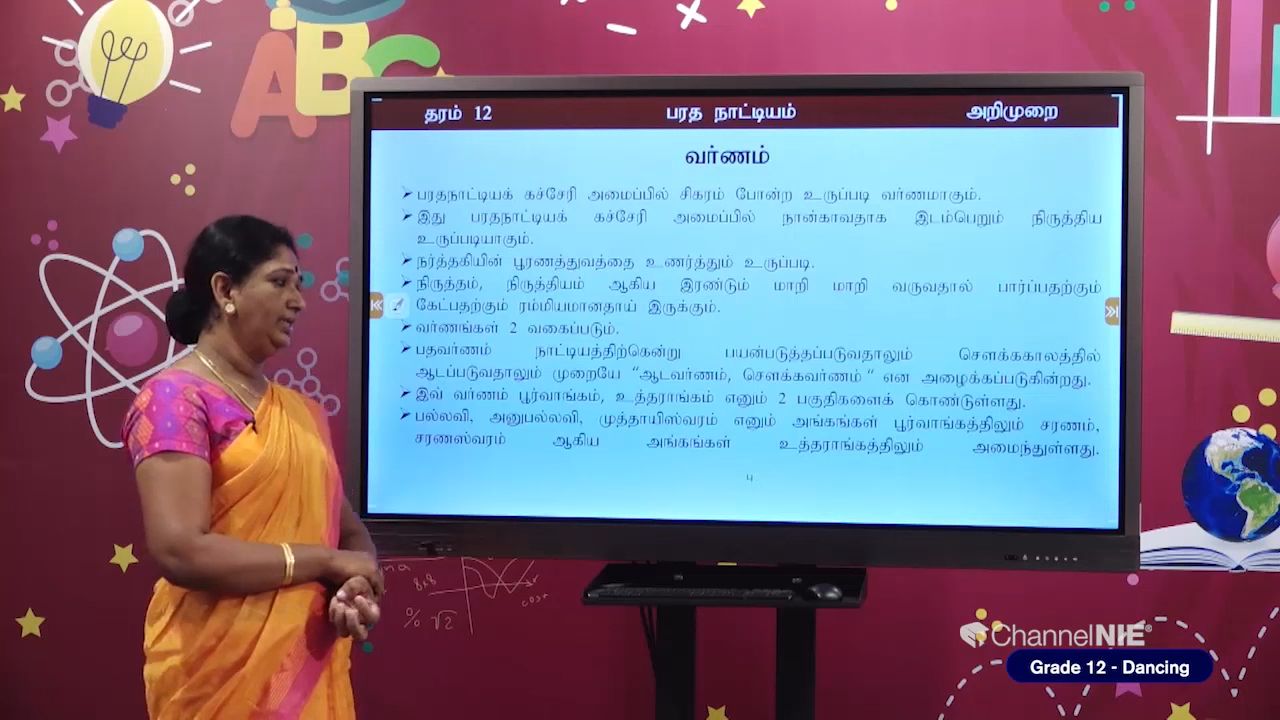 ABC
தரம் 12 பரத நாட்டியம் அறிமுறை
வர்ணம்
➤ பரதநாட்டியக் கச்சேரி அமைப்பில் சிகரம் போன்ற உருப்படி வர்ணமாகும்.
➤ இது பரதநாட்டியக் கச்சேரி அமைப்பில் நான்காவதாக இடம்பெறும் நிருத்திய
உருப்படியாகும்.
➤ நர்த்தகியின் பூரணத்துவத்தை உணர்த்தும் உருப்படி.
➤ நிருத்தம், நிருத்தியம் ஆகிய இரண்டும் மாறி மாறி வருவதால் பார்ப்பதற்கும்
கேட்பதற்கும் ரம்மியமானதாய் இருக்கும்.
➤ வர்ணங்கள் 2 வகைப்படும்.
➤ பதவர்ணம் நாட்டியத்திற்கென்று பயன்படுத்தப்படுவதாலும் சௌக்ககாலத்தில்
ஆடப்படுவதாலும் முறையே “ஆடவர்ணம், சௌக்கவர்ணம் “ என அழைக்கப்படுகின்றது.
➤ இவ் வர்ணம் பூர்வாங்கம், உத்தராங்கம் எனும் 2 பகுதிகளைக் கொண்டுள்ளது.
➤ பல்லவி, அனுபல்லவி, முத்தாயிஸ்வரம் எனும் அங்கங்கள் பூர்வாங்கத்திலும் சரணம்,
சரணஸ்வரம் ஆகிய அங்கங்கள் உத்தராங்கத்திலும் அமைந்துள்ளது.
% √2
ChannelNIE®
Grade 12 - Dancing